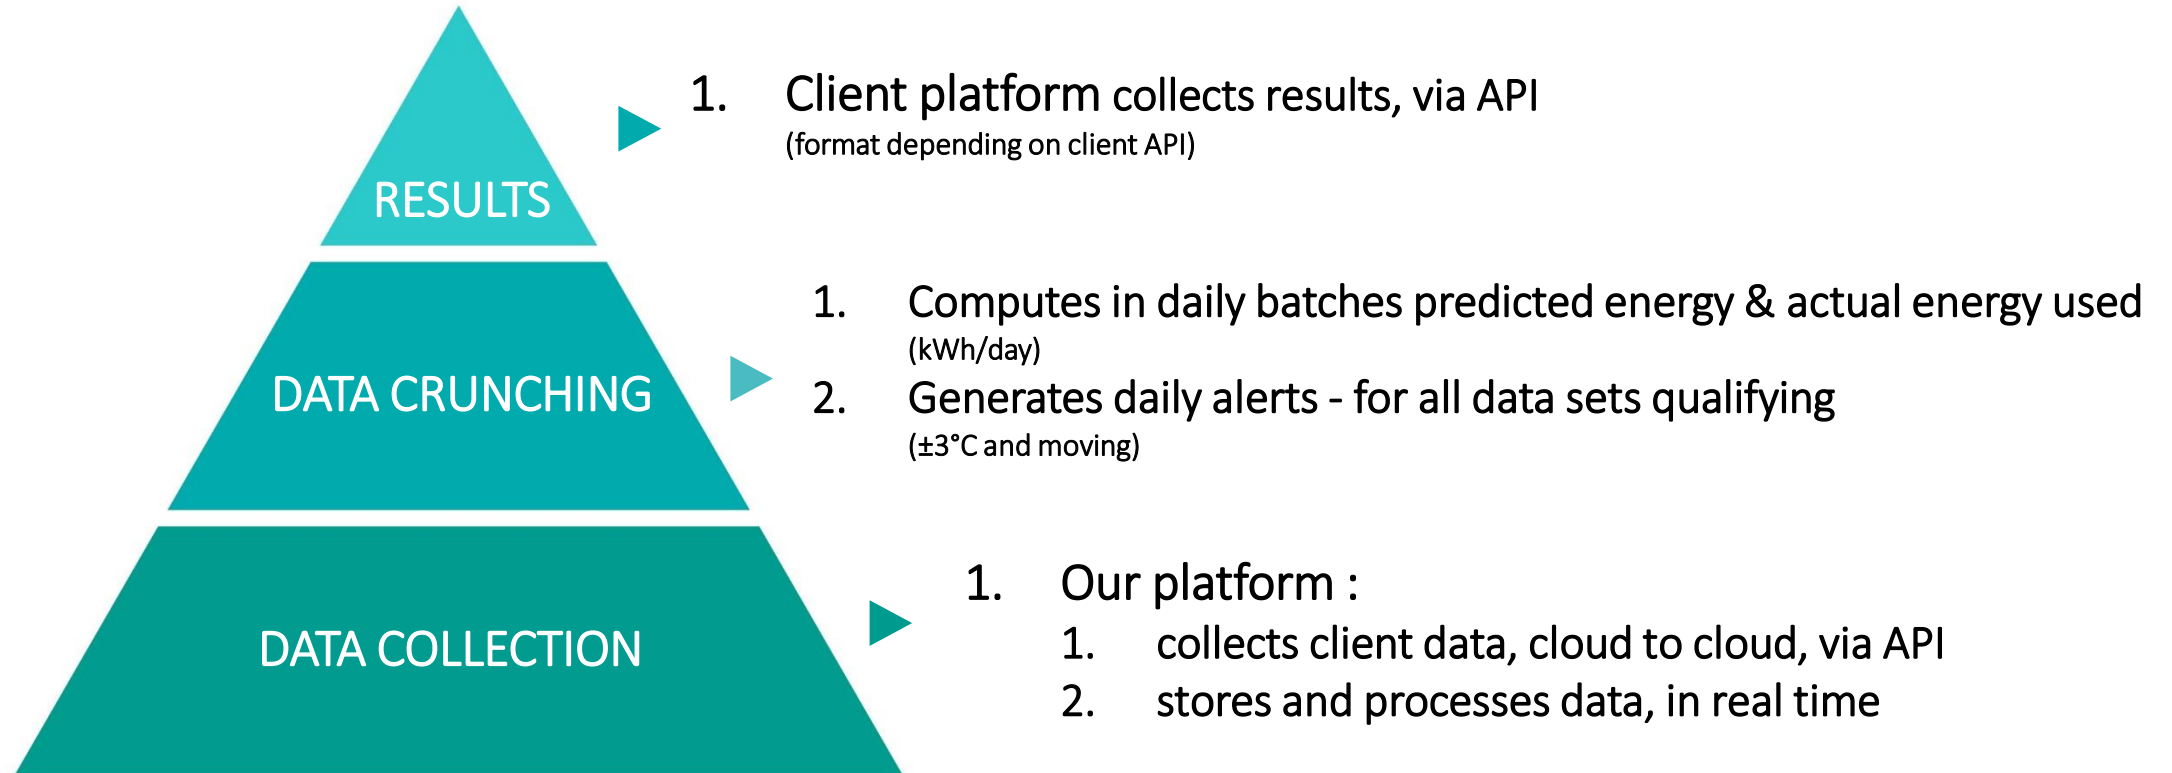 RESULTS
1. Client platform collects results, via API
(format depending on client API)
DATA CRUNCHING
1. Computes in daily batches predicted energy & actual energy used
(kWh/day)
2. Generates daily alerts - for all data sets qualifying
(±3°C and moving)
DATA COLLECTION
1. Our platform :
1. collects client data, cloud to cloud, via API
2. stores and processes data, in real time